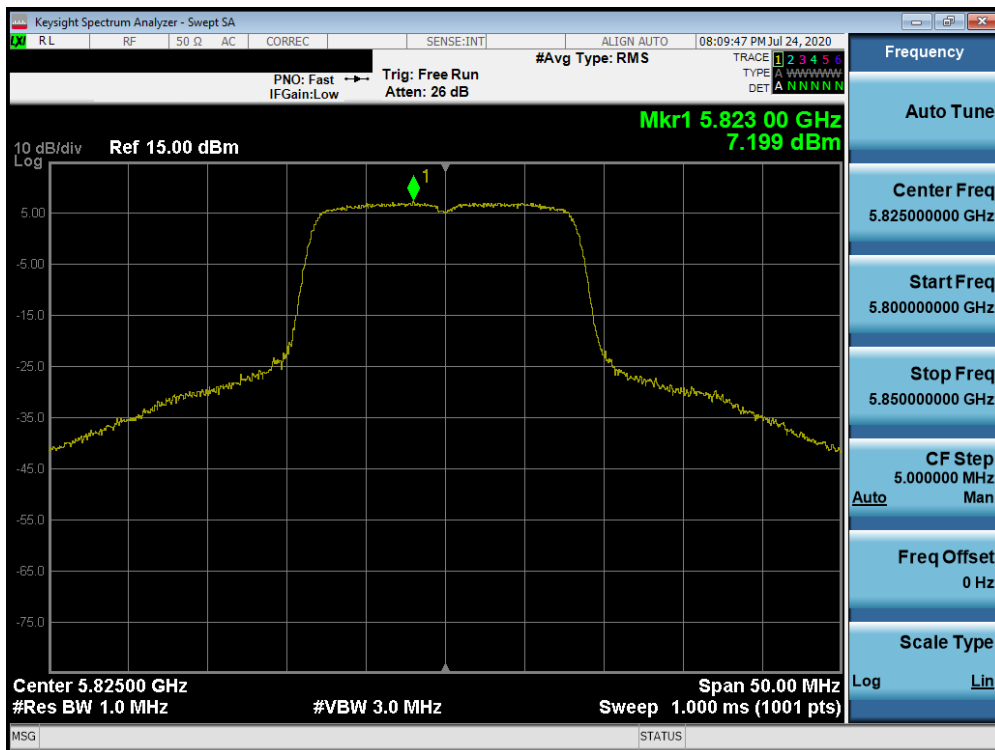 Keysight Spectrum Analyzer - Swept SA
LXI RL RF 50 Ω AC CORREC SENSE:INT ALIGN AUTO 08:09:47 PM Jul 24, 2020
Frequency
#Avg Type: RMS
TRACE 1 2 3 4 5 6
TYPE A W W W W W
DET A N N N N N
PNO: Fast Trig: Free Run
IFGain:Low Atten: 26 dB
Auto Tune
Mkr1 5.823 00 GHz
7.199 dBm
10 dB/div Ref 15.00 dBm
Log
1
5.00
-5.00
-15.0
-25.0
-35.0
-45.0
-55.0
-65.0
-75.0
Center Freq
5.825000000 GHz
Start Freq
5.800000000 GHz
Stop Freq
5.850000000 GHz
CF Step
5.000000 MHz
Auto Man
Freq Offset
0 Hz
Scale Type
Log Lin
Center 5.82500 GHz Span 50.00 MHz
#Res BW 1.0 MHz #VBW 3.0 MHz Sweep 1.000 ms (1001 pts)
MSG STATUS